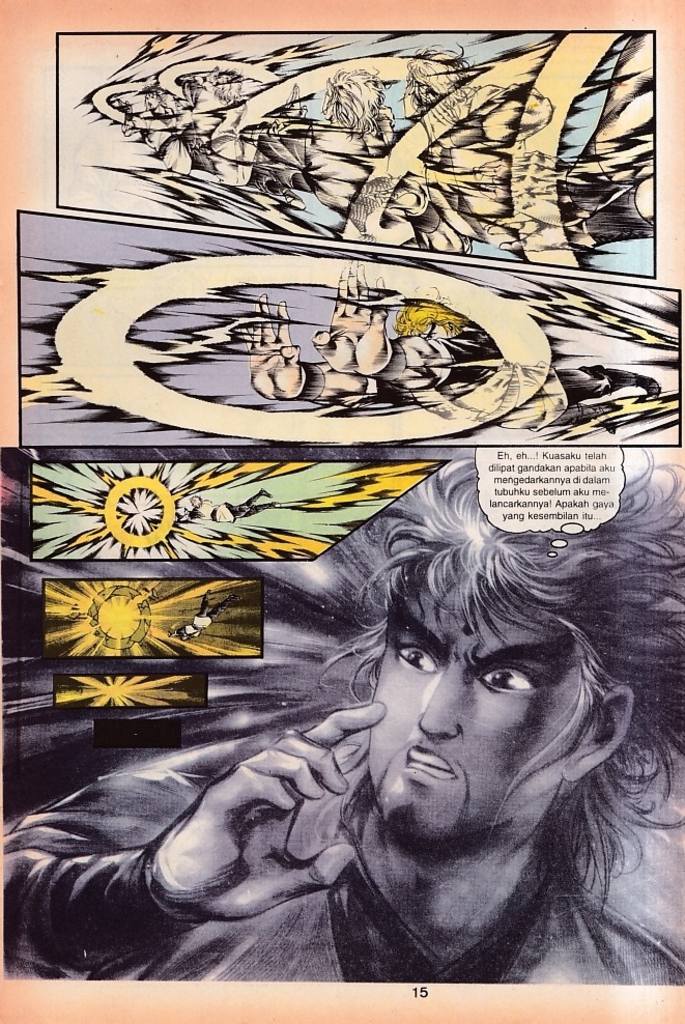 Eh, eh...! Kuasaku telah
dilipat gandakan apabila aku
mengedarkannya di dalam
tubuhku sebelum aku me-
lancarkannya! Apakah gaya
yang kesembilan itu...
15